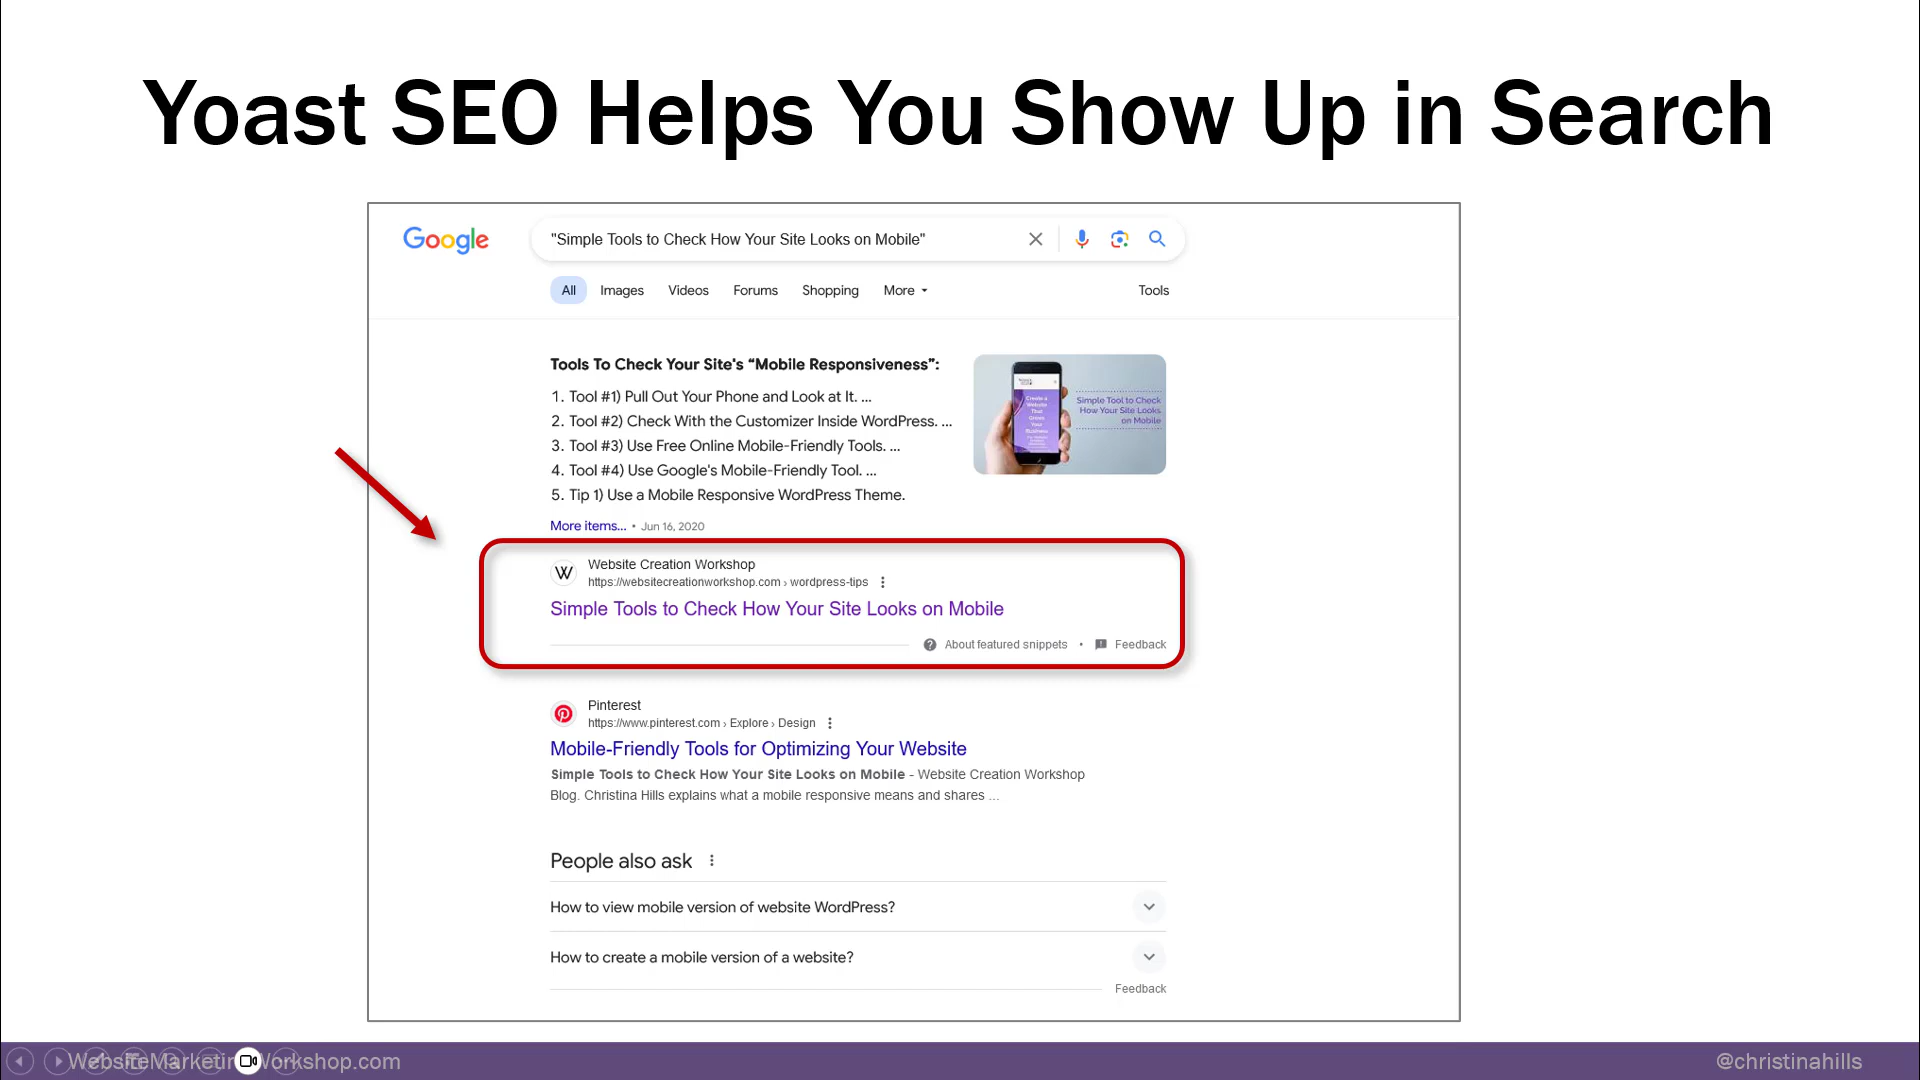 Yoast SEO Helps You Show Up in Search
Google
"Simple Tools to Check How Your Site Looks on Mobile"
All Images Videos Forums Shopping More Tools
Tools To Check Your Site's “Mobile Responsiveness”:
1. Tool #1) Pull Out Your Phone and Look at It. ...
2. Tool #2) Check With the Customizer Inside WordPress. ...
3. Tool #3) Use Free Online Mobile-Friendly Tools. ...
4. Tool #4) Use Google's Mobile-Friendly Tool. ...
5. Tip 1) Use a Mobile Responsive WordPress Theme.
More items... • Jun 16, 2020
Create a
Website
That
Grows
Your
Business
Simple Tool to Check
How Your Site Looks
on Mobile
W
Website Creation Workshop
https://websitecreationworkshop.com › wordpress-tips
Simple Tools to Check How Your Site Looks on Mobile
About featured snippets • Feedback
Pinterest
https://www.pinterest.com › Explore › Design
Mobile-Friendly Tools for Optimizing Your Website
Simple Tools to Check How Your Site Looks on Mobile - Website Creation Workshop
Blog. Christina Hills explains what a mobile responsive means and shares ...
People also ask
How to view mobile version of website WordPress?
How to create a mobile version of a website?
Feedback
WebsiteMarketingWorkshop.com
@christinahills